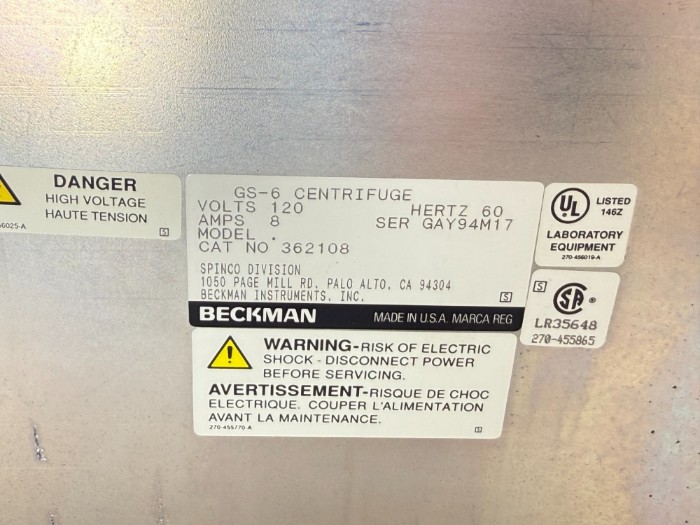 DANGER
HIGH VOLTAGE
HAUTE TENSION
GS-6 CENTRIFUGE
VOLTS 120 HERTZ 60
AMPS 8 SER GAY94M17
MODEL .
CAT NO 362108
SPINCO DIVISION
1050 PAGE MILL RD, PALO ALTO, CA 94304
BECKMAN INSTRUMENTS, INC.
S
BECKMAN MADE IN U.S.A. MARCA REG
UL LISTED
146Z
LABORATORY
EQUIPMENT
270-456019-A
S
SA ®
LR35648
270-455865
WARNING-RISK OF ELECTRIC
SHOCK - DISCONNECT POWER
BEFORE SERVICING.
AVERTISSEMENT-RISQUE DE CHOC
ELECTRIQUE. COUPER L'ALIMENTATION
AVANT LA MAINTENANCE.
270-455770-A
S